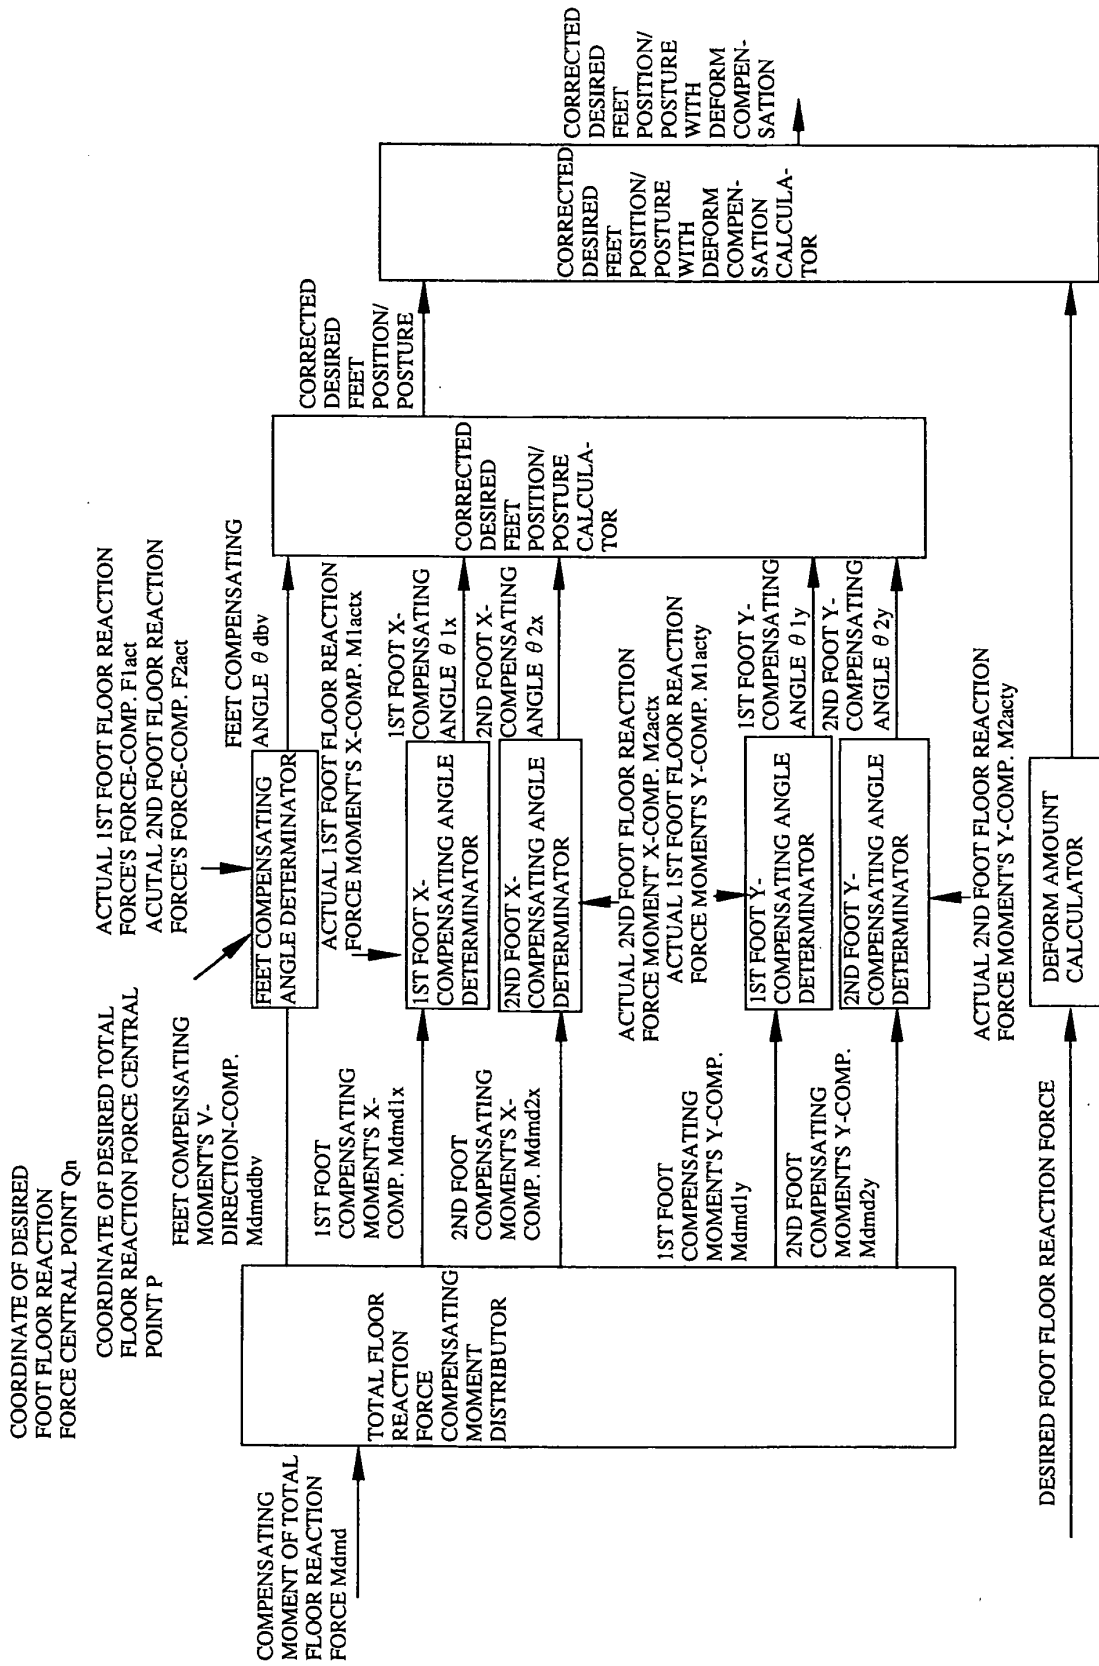 COORDINATE OF DESIRED
FOOT FLOOR REACTION
FORCE CENTRAL POINT Qn
COORDINATE OF DESIRED TOTAL
FLOOR REACTION FORCE CENTRAL
POINT P
ACTUAL 1ST FOOT FLOOR REACTION
FORCE'S FORCE-COMP. F1act
ACUTAL 2ND FOOT FLOOR REACTION
FORCE'S FORCE-COMP. F2act
COMPENSATING
MOMENT OF TOTAL
FLOOR REACTION
FORCE Mdmd
TOTAL FLOOR
REACTION
FORCE
COMPENSATING
MOMENT
DISTRIBUTOR
FEET COMPENSATING
MOMENT'S V-
DIRECTION-COMP.
Mdmddbv
FEET COMPENSATING
ANGLE DETERMINATOR
FEET COMPENSATING
ANGLE θ dbv
ACTUAL 1ST FOOT FLOOR REACTION
FORCE MOMENT'S X-COMP. M1actx
1ST FOOT
COMPENSATING
MOMENT'S X-
COMP. Mdmd1x
1ST FOOT X-
COMPENSATING ANGLE
DETERMINATOR
1ST FOOT X-
COMPENSATING
ANGLE θ 1x
2ND FOOT
COMPENSATING
MOMENT'S X-
COMP. Mdmd2x
2ND FOOT X-
COMPENSATING ANGLE
DETERMINATOR
2ND FOOT X-
COMPENSATING
ANGLE θ 2x
ACTUAL 2ND FOOT FLOOR REACTION
FORCE MOMENT' X-COMP. M2actx
ACTUAL 1ST FOOT FLOOR REACTION
FORCE MOMENT'S Y-COMP. M1acty
1ST FOOT
COMPENSATING
MOMENT'S Y-COMP.
Mdmd1y
1ST FOOT Y-
COMPENSATING ANGLE
DETERMINATOR
1ST FOOT Y-
COMPENSATING
ANGLE θ 1y
2ND FOOT
COMPENSATING
MOMENT'S Y-COMP.
Mdmd2y
2ND FOOT Y-
COMPENSATING ANGLE
DETERMINATOR
2ND FOOT Y-
COMPENSATING
ANGLE θ 2y
ACTUAL 2ND FOOT FLOOR REACTION
FORCE MOMENT'S Y-COMP. M2acty
CORRECTED
DESIRED
FEET
POSITION/
POSTURE
CALCULA-
TOR
CORRECTED
DESIRED
FEET
POSITION/
POSTURE
DESIRED FOOT FLOOR REACTION FORCE
DEFORM AMOUNT
CALCULATOR
CORRECTED
DESIRED
FEET
POSITION/
POSTURE
WITH
DEFORM
COMPEN-
SATION
CALCULA-
TOR
CORRECTED
DESIRED
FEET
POSITION/
POSTURE
WITH
DEFORM
COMPEN-
SATION